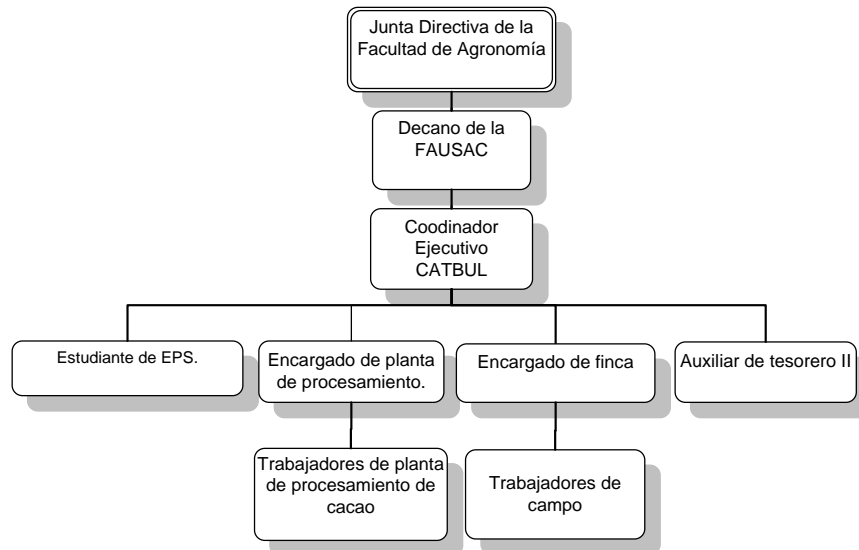 Junta Directiva de la
Facultad de Agronomía
Decano de la
FAUSAC
Coodinador
Ejecutivo
CATBUL
Estudiante de EPS.
Encargado de planta
de procesamiento.
Encargado de finca
Auxiliar de tesorero II
Trabajadores de planta
de procesamiento de
cacao
Trabajadores de
campo